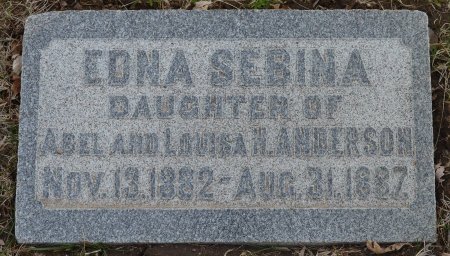 EDNA SEBINA
DAUGHTER OF
ABEL AND LOUISA H. ANDERSON
NOV. 13, 1882 - AUG. 31, 1887.